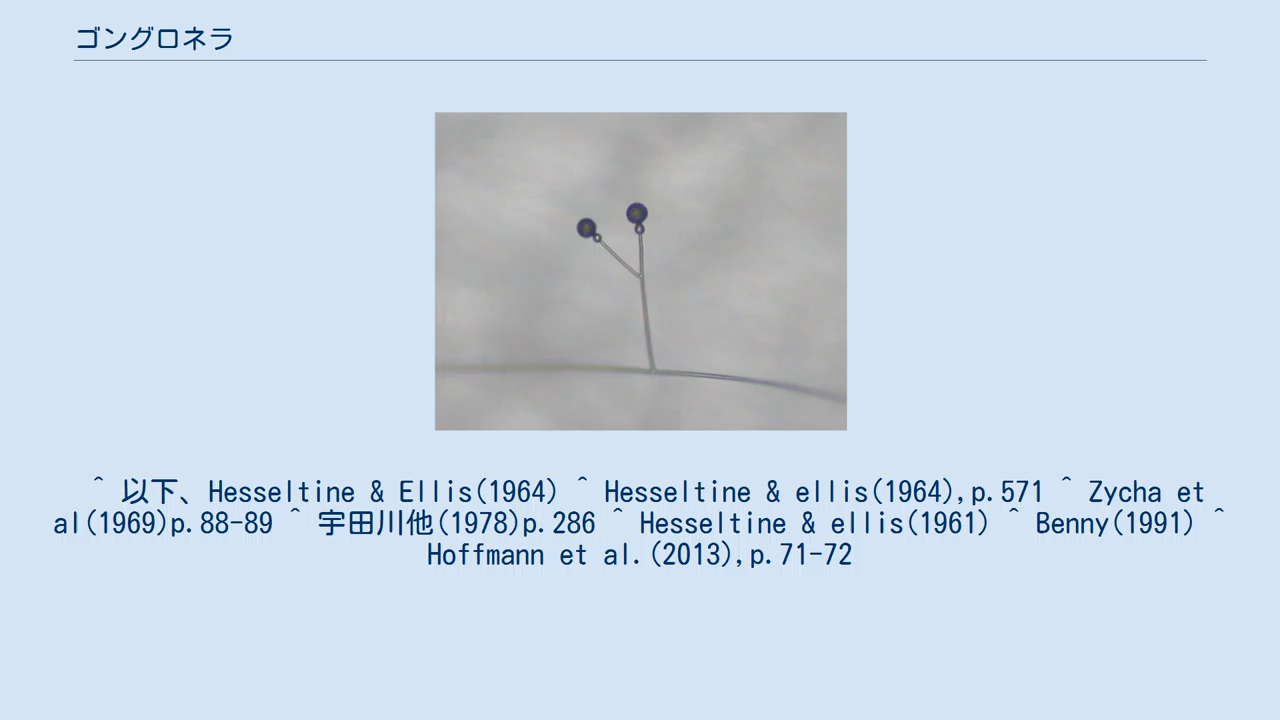 ゴングロネラ
^ 以下、Hesseltine & Ellis(1964) ^ Hesseltine & ellis(1964),p.571 ^ Zycha et
al(1969)p.88-89 ^ 宇田川他(1978)p.286 ^ Hesseltine & ellis(1961) ^ Benny(1991) ^
Hoffmann et al.(2013),p.71-72